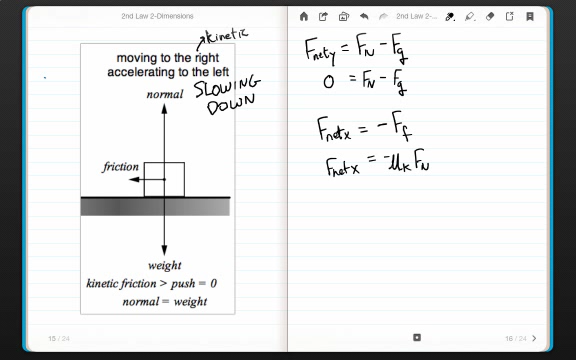 2nd Law 2-Dimensions
2nd Law 2-...
kinetic
moving to the right
accelerating to the left
SLOWING
DOWN
normal
friction
weight
kinetic friction > push = 0
normal = weight
15 / 24
Fnety = FN - Fg
0 = FN - Fg
Fnetx = -Ff
Fnetx = -μKFN
16 / 24